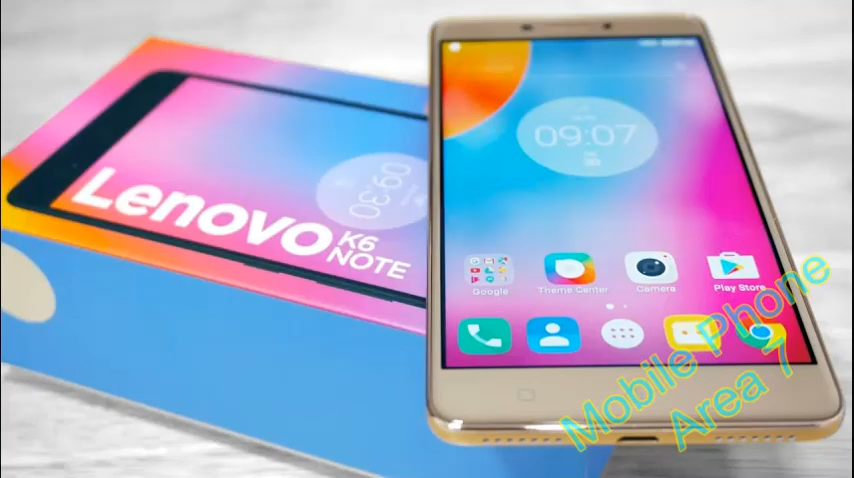 Lenovo
K6
NOTE
09:30
09:07
Google
Theme Center
Camera
Play Store
Mobile Phone
Area 7